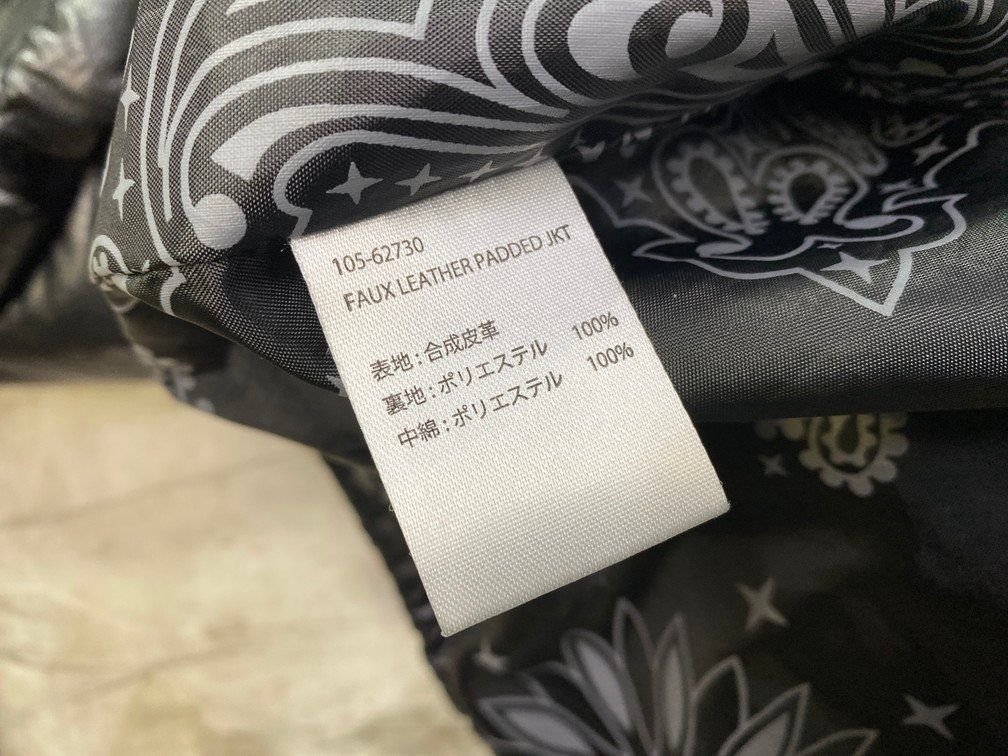 105-62730
FAUX LEATHER PADDED JKT
表地:合成皮革
裏地:ポリエステル 100%
中綿:ポリエステル 100%